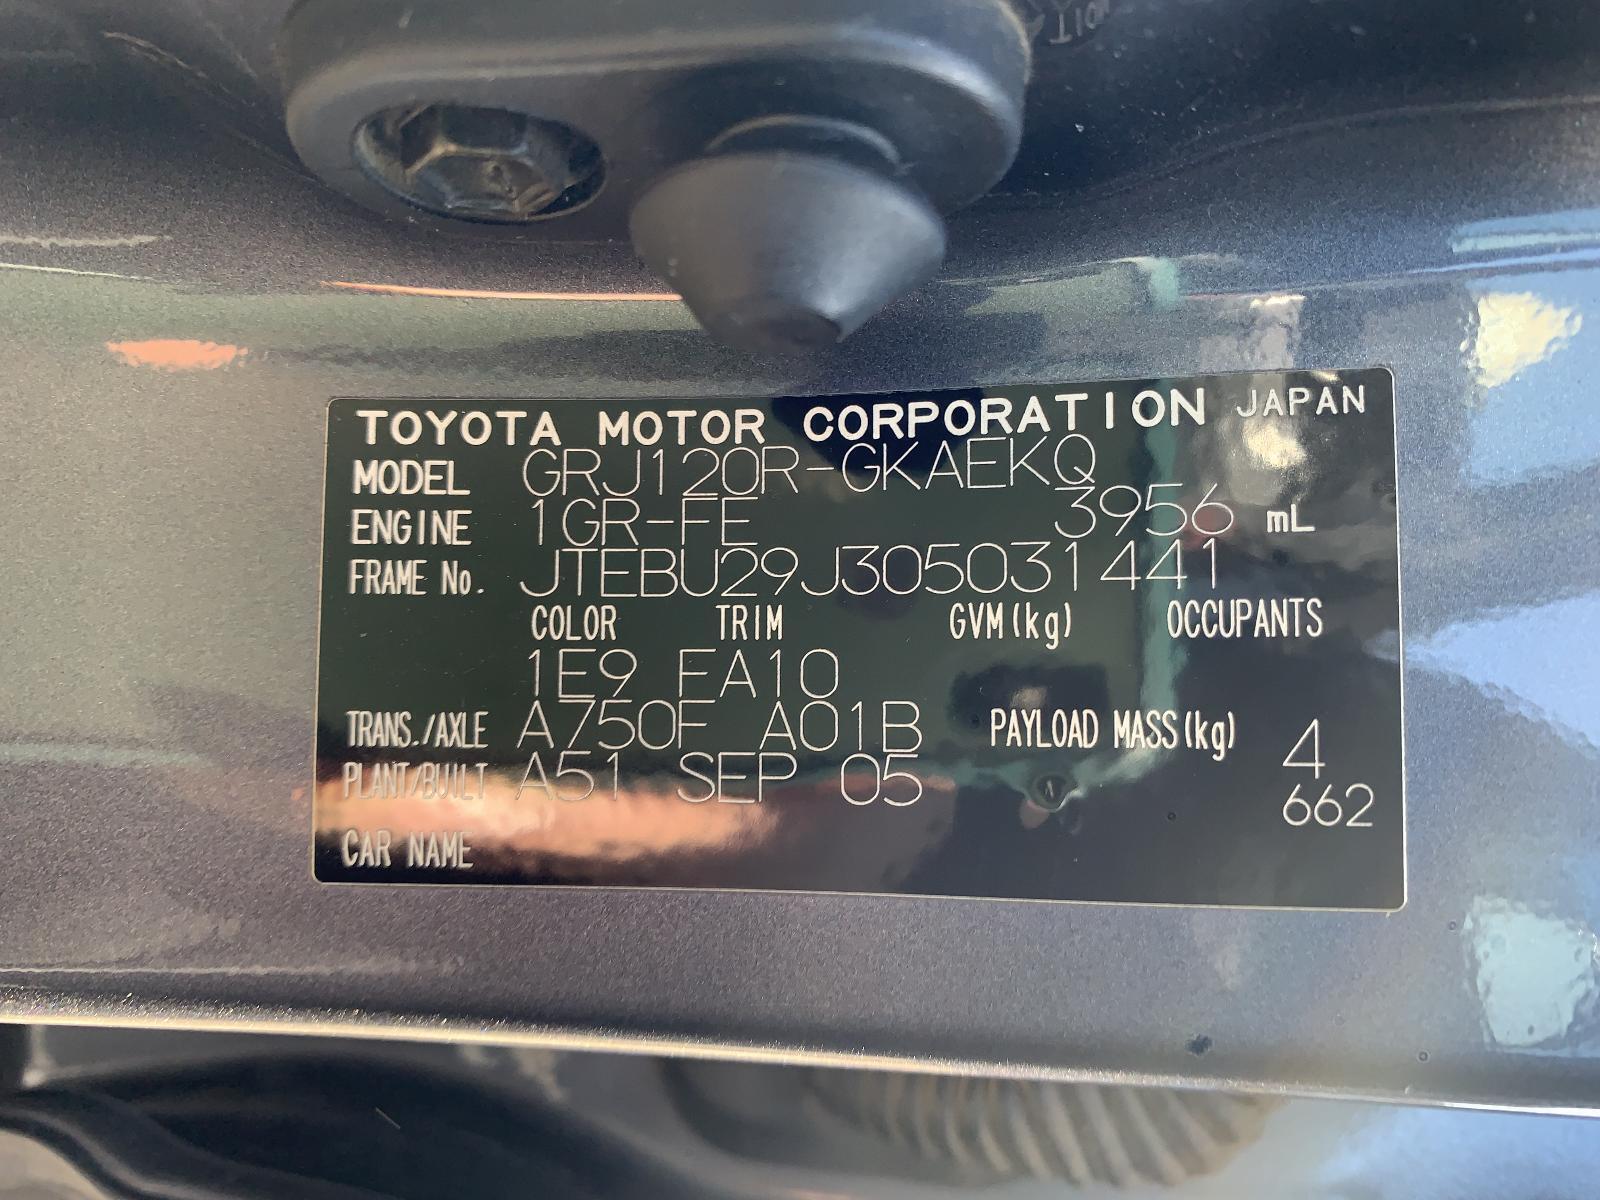 TOYOTA MOTOR CORPORATION JAPAN
MODEL GRJ120R-GKAEKQ
ENGINE 1GR-FE 3956 mL
FRAME No. JTEBU29J305031441
COLOR TRIM GVM(kg) OCCUPANTS
1E9 FA10
TRANS./AXLE A750F A01B PAYLOAD MASS(kg) 4
PLANT/BUILT A51 SEP 05 662
CAR NAME